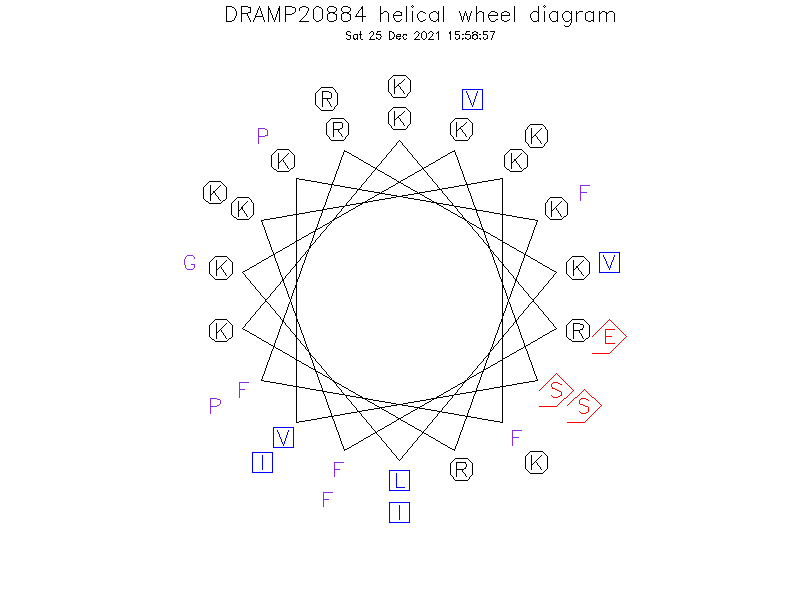 DRAMP20884 helical wheel diagram
Sat 25 Dec 2021 15:58:57
K
R V
K
R K
P K
K K
K F
K K
G K K V
K R E
F S
P S
V F
I F R K
L
F
I